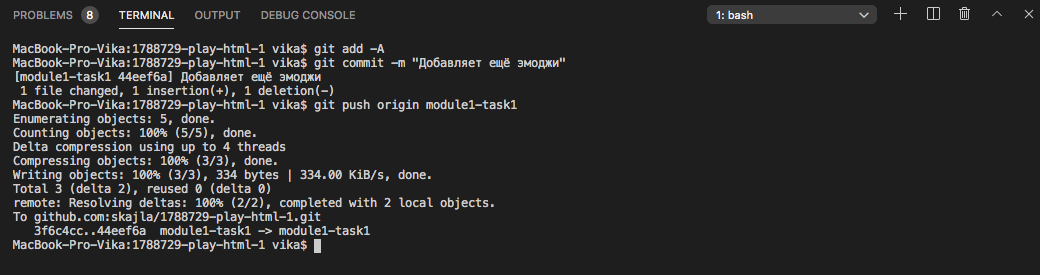 PROBLEMS 8 TERMINAL OUTPUT DEBUG CONSOLE 1: bash
MacBook-Pro-Vika:1788729-play-html-1 vika$ git add -A
MacBook-Pro-Vika:1788729-play-html-1 vika$ git commit -m "Добавляет ещё эмоджи"
[module1-task1 44eef6a] Добавляет ещё эмоджи
1 file changed, 1 insertion(+), 1 deletion(-)
MacBook-Pro-Vika:1788729-play-html-1 vika$ git push origin module1-task1
Enumerating objects: 5, done.
Counting objects: 100% (5/5), done.
Delta compression using up to 4 threads
Compressing objects: 100% (3/3), done.
Writing objects: 100% (3/3), 334 bytes | 334.00 KiB/s, done.
Total 3 (delta 2), reused 0 (delta 0)
remote: Resolving deltas: 100% (2/2), completed with 2 local objects.
To github.com:skajla/1788729-play-html-1.git
3f6c4cc..44eef6a module1-task1 -> module1-task1
MacBook-Pro-Vika:1788729-play-html-1 vika$